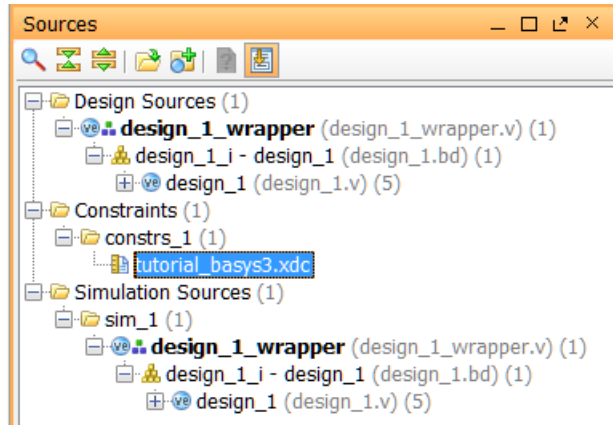 Sources
Design Sources (1)
design_1_wrapper (design_1_wrapper.v) (1)
design_1_i - design_1 (design_1.bd) (1)
design_1 (design_1.v) (5)
Constraints (1)
constrs_1 (1)
tutorial_basys3.xdc
Simulation Sources (1)
sim_1 (1)
design_1_wrapper (design_1_wrapper.v) (1)
design_1_i - design_1 (design_1.bd) (1)
design_1 (design_1.v) (5)